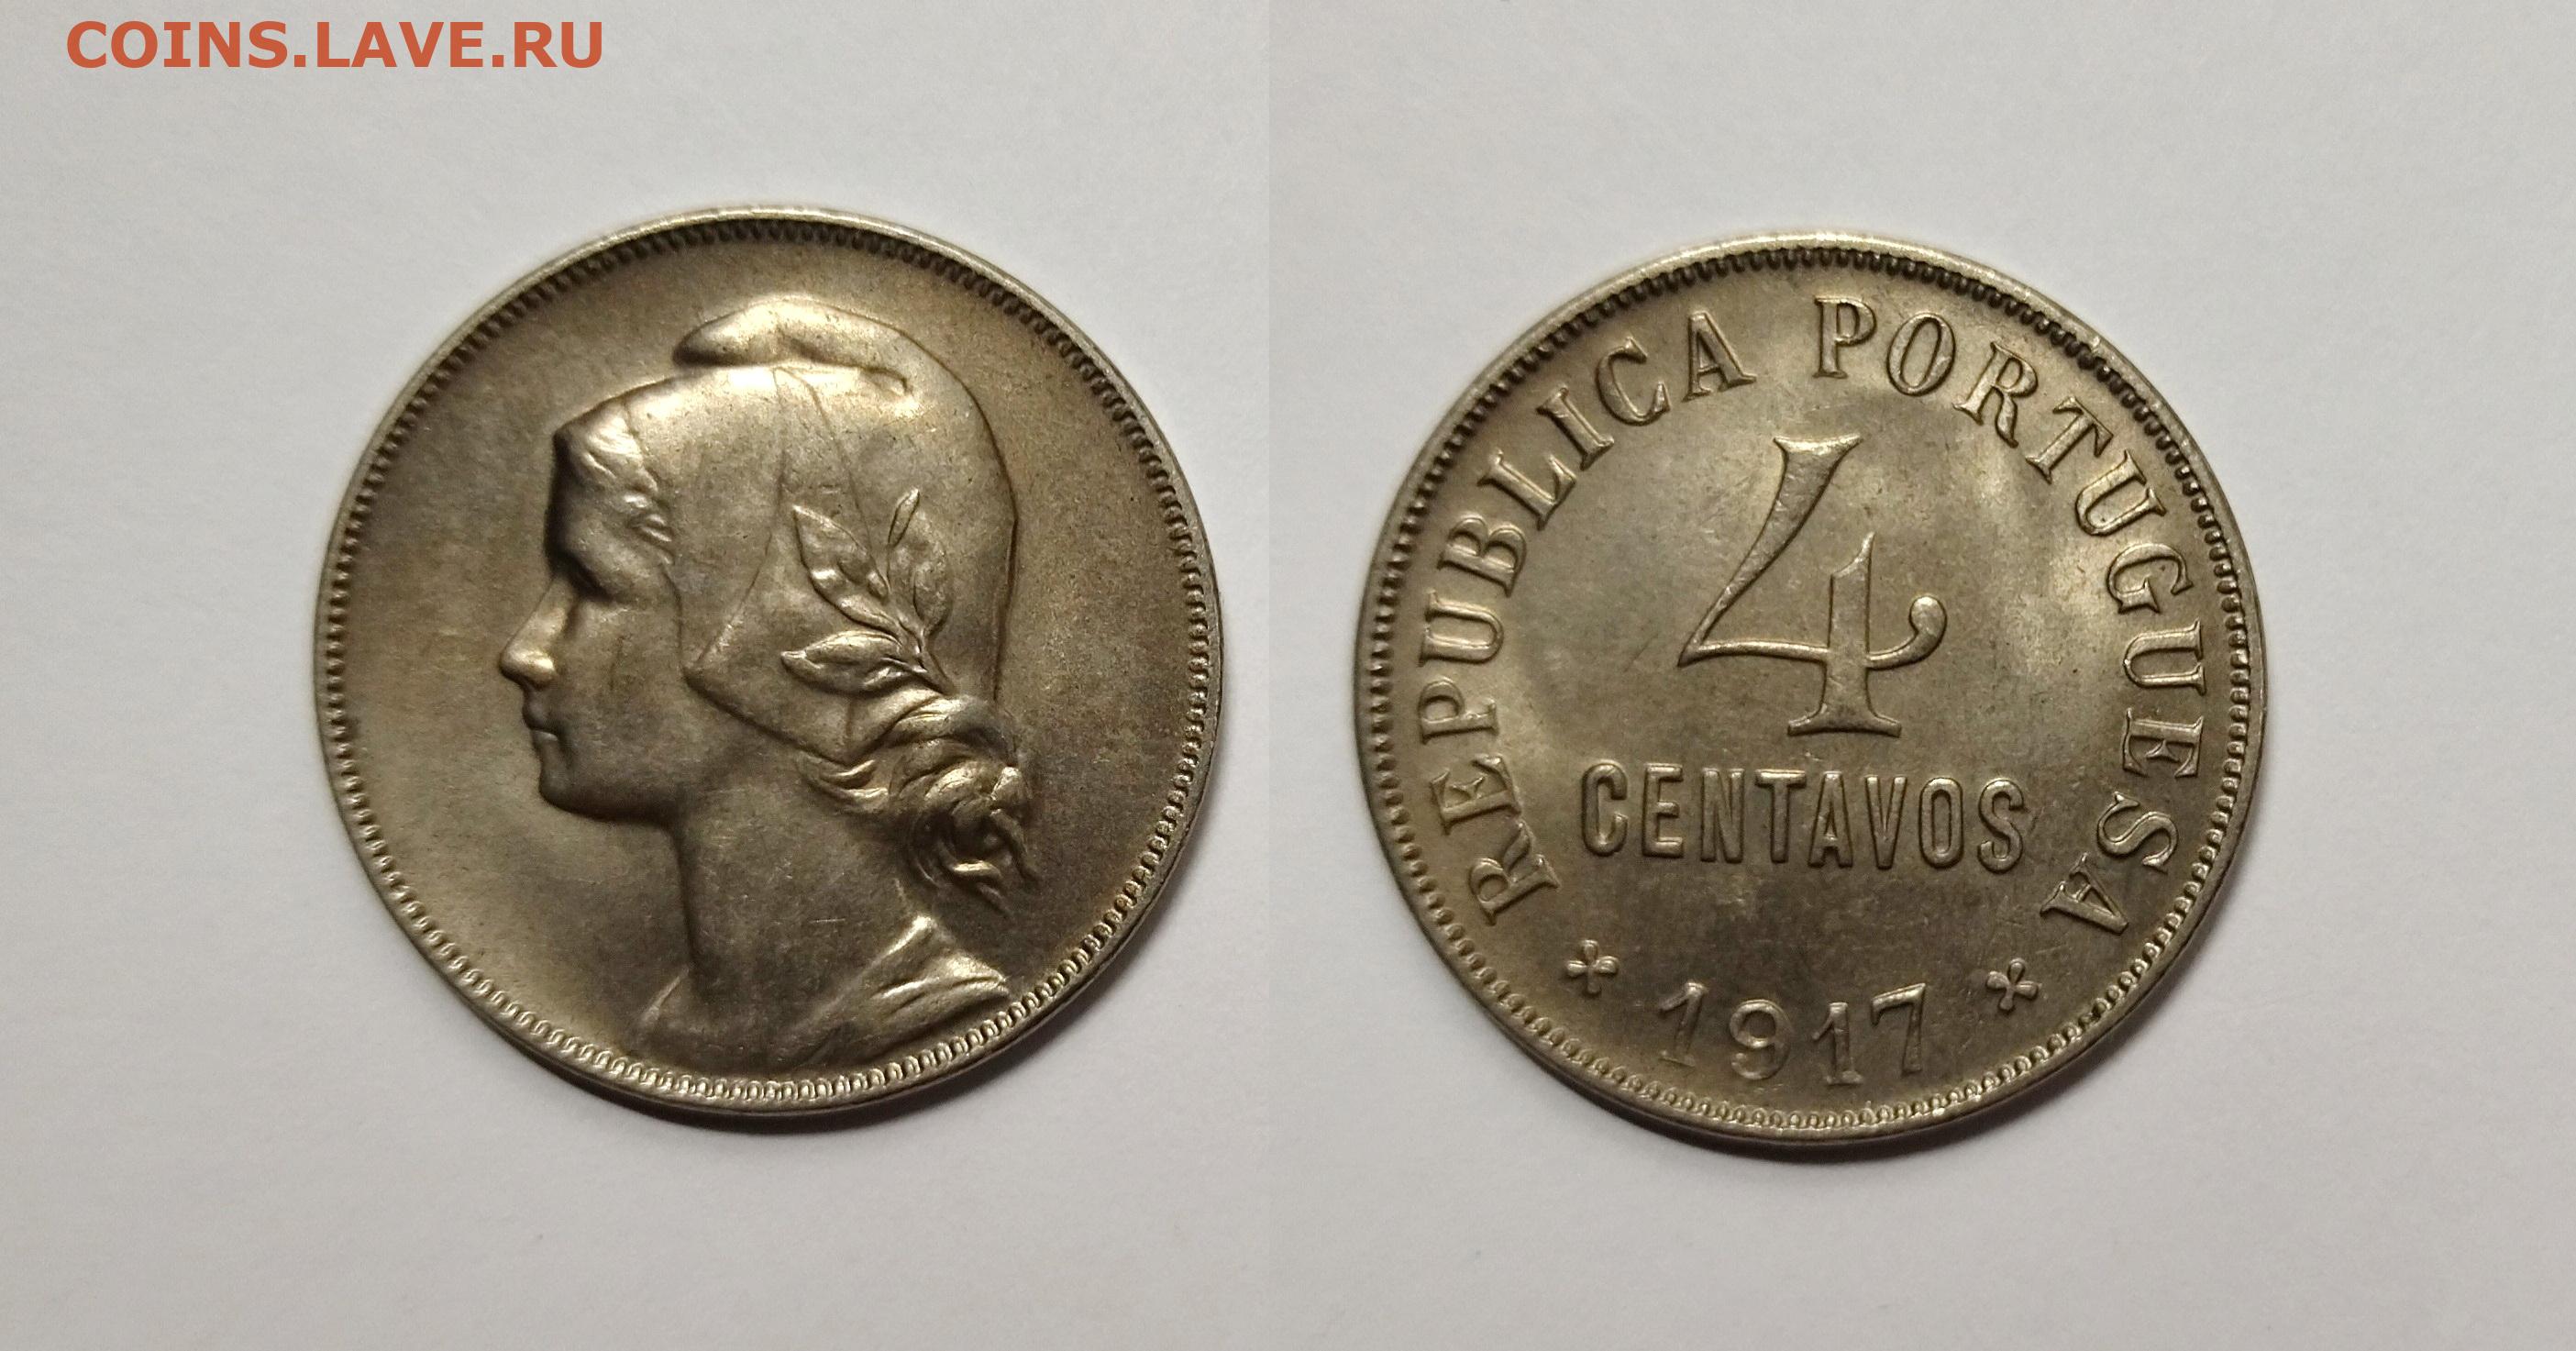 COINS.LAVE.RU
REPUBLICA PORTUGUESA
4
CENTAVOS
1917